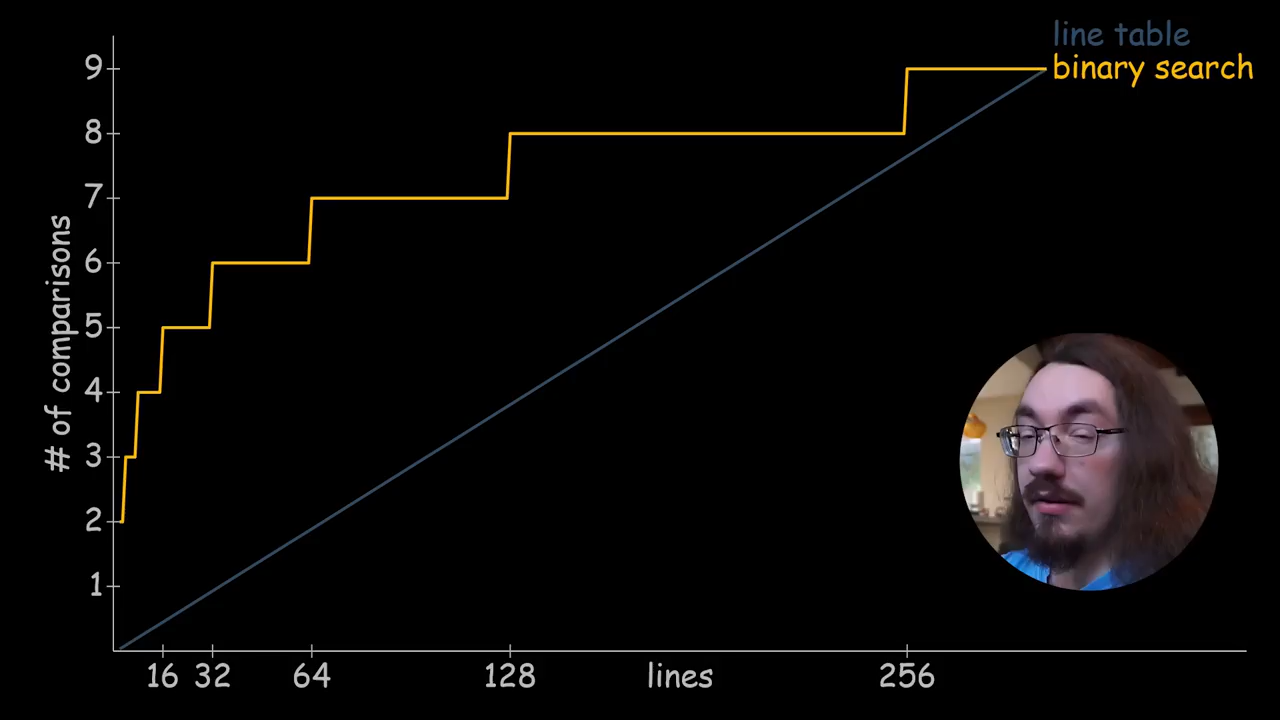 line table
binary search
9
8
7
6
5
4
3
2
1
# of comparisons
16 32 64 128 lines 256